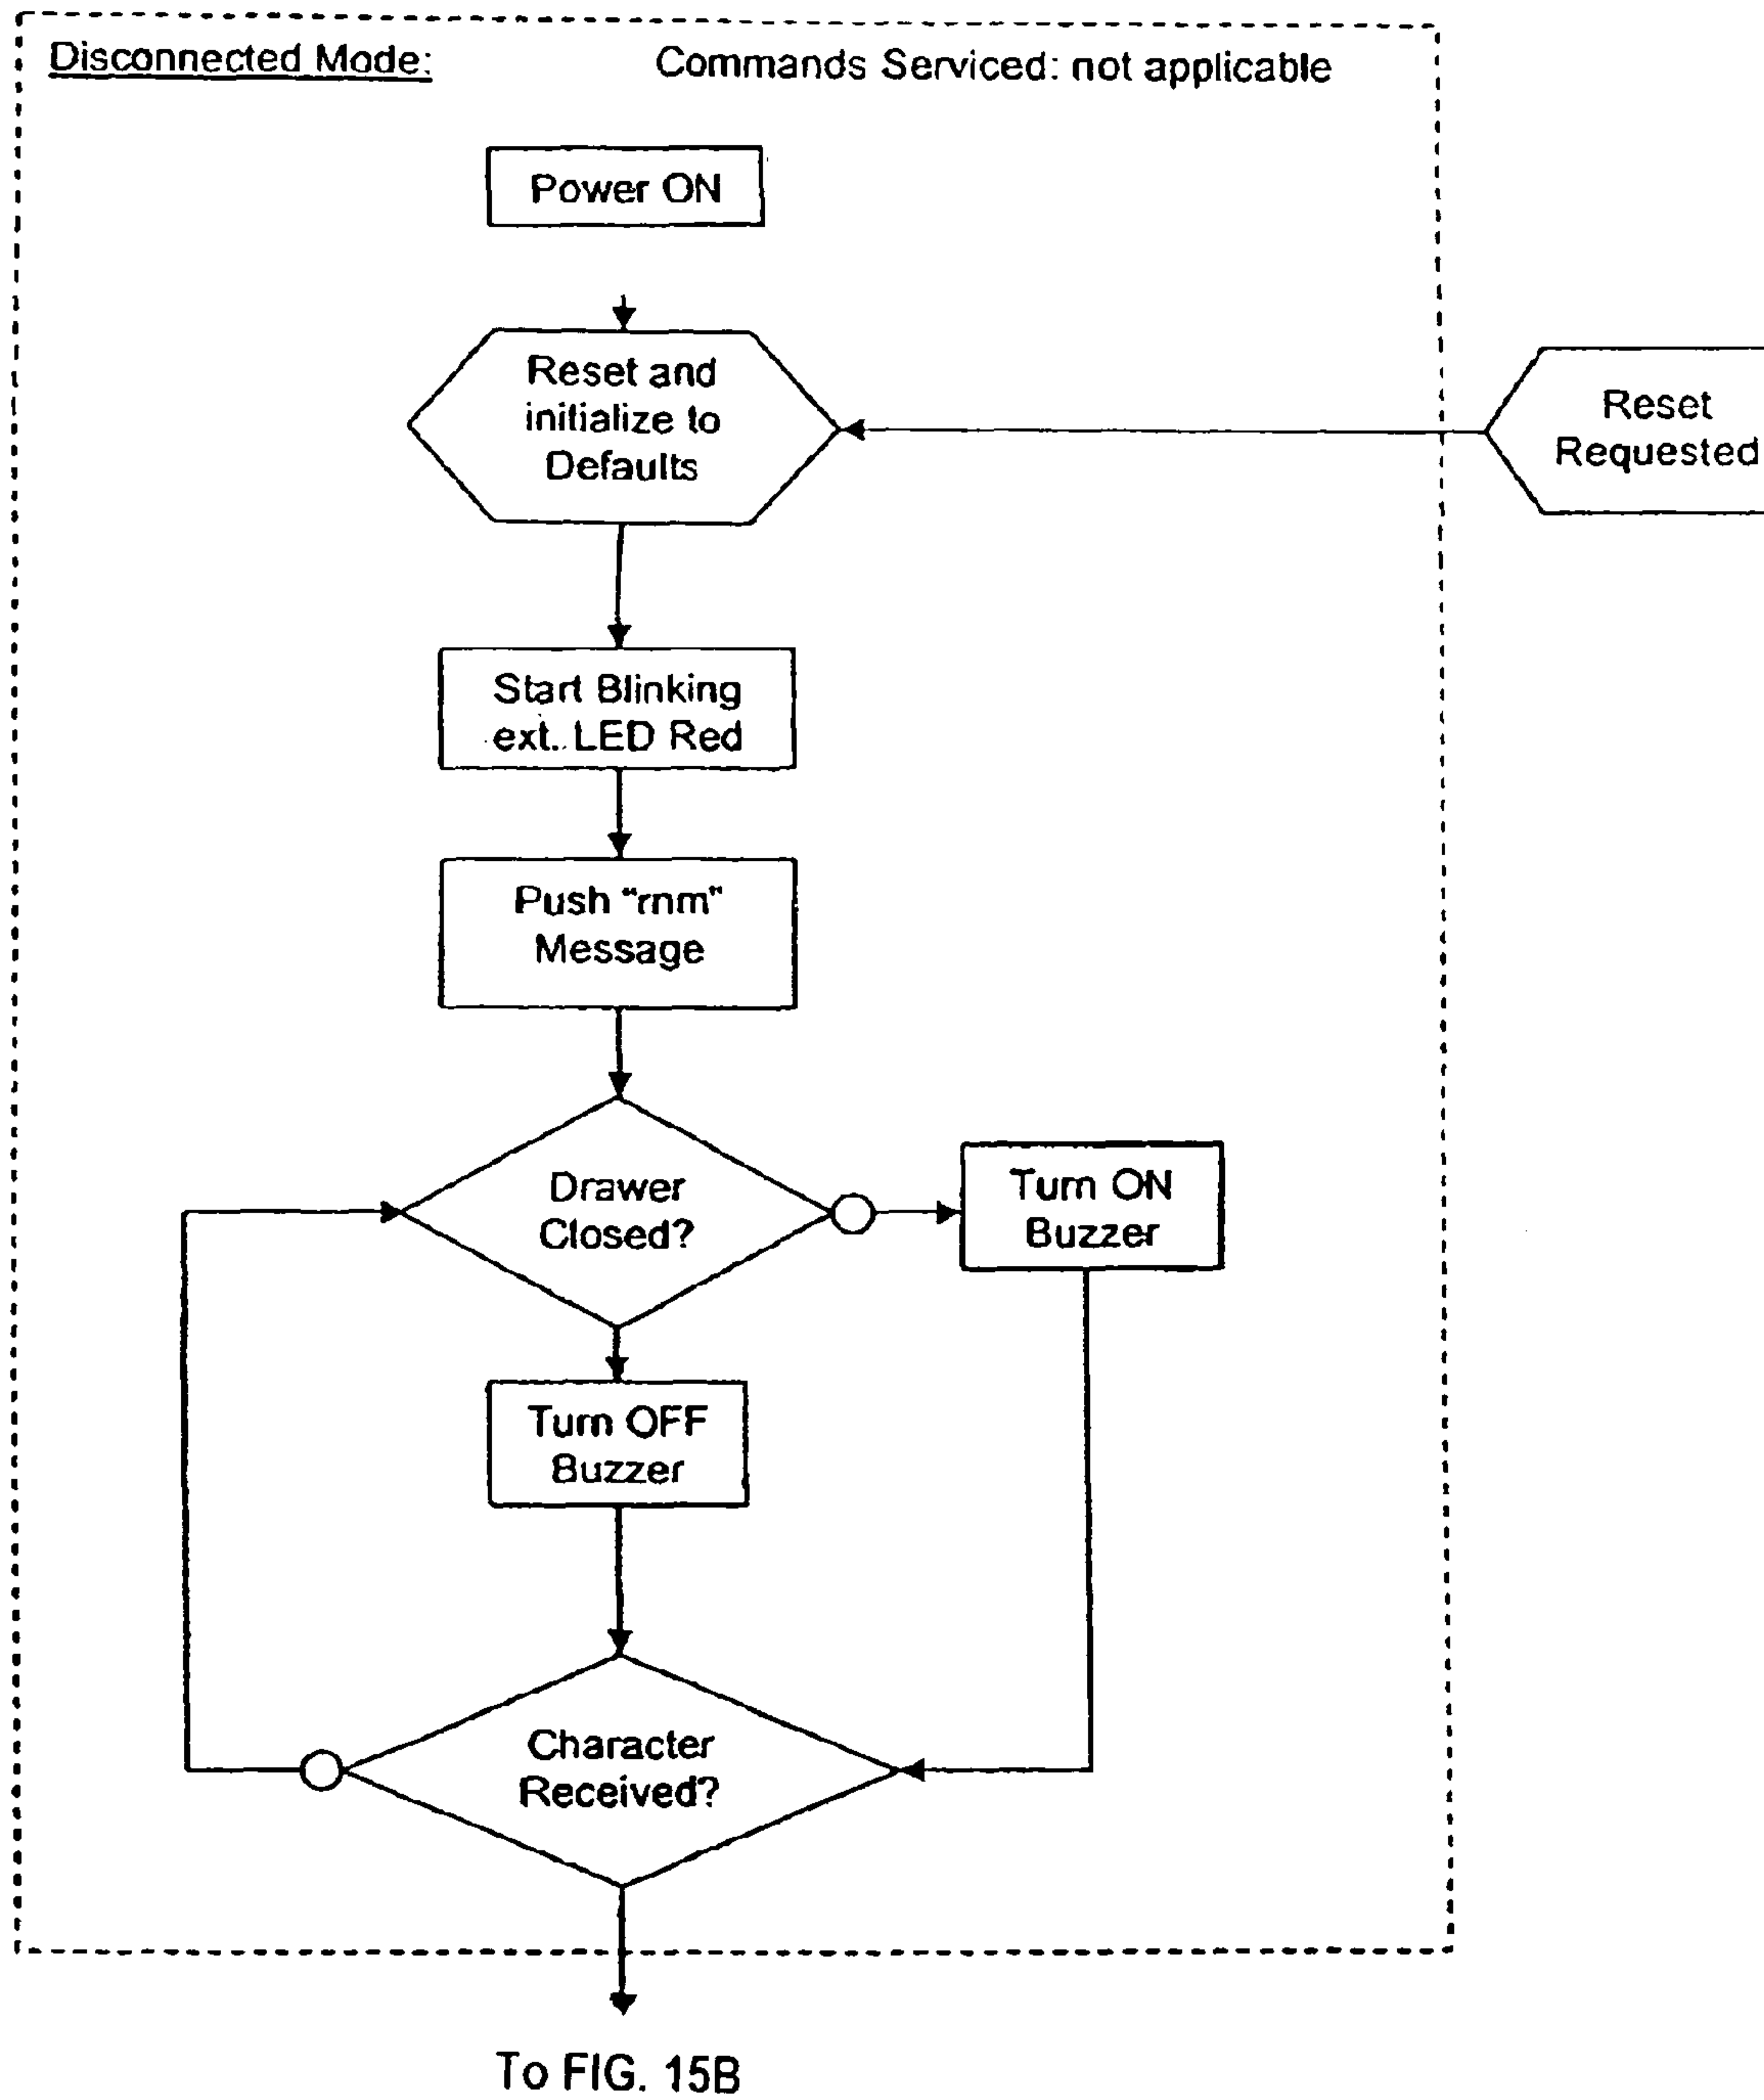 Disconnected Mode:
Commands Serviced: not applicable
Power ON
Reset and
initialize to
Defaults
Reset
Requested
Start Blinking
ext. LED Red
Push "rnm"
Message
Drawer
Closed?
Turn ON
Buzzer
Turn OFF
Buzzer
Character
Received?
To FIG. 15B